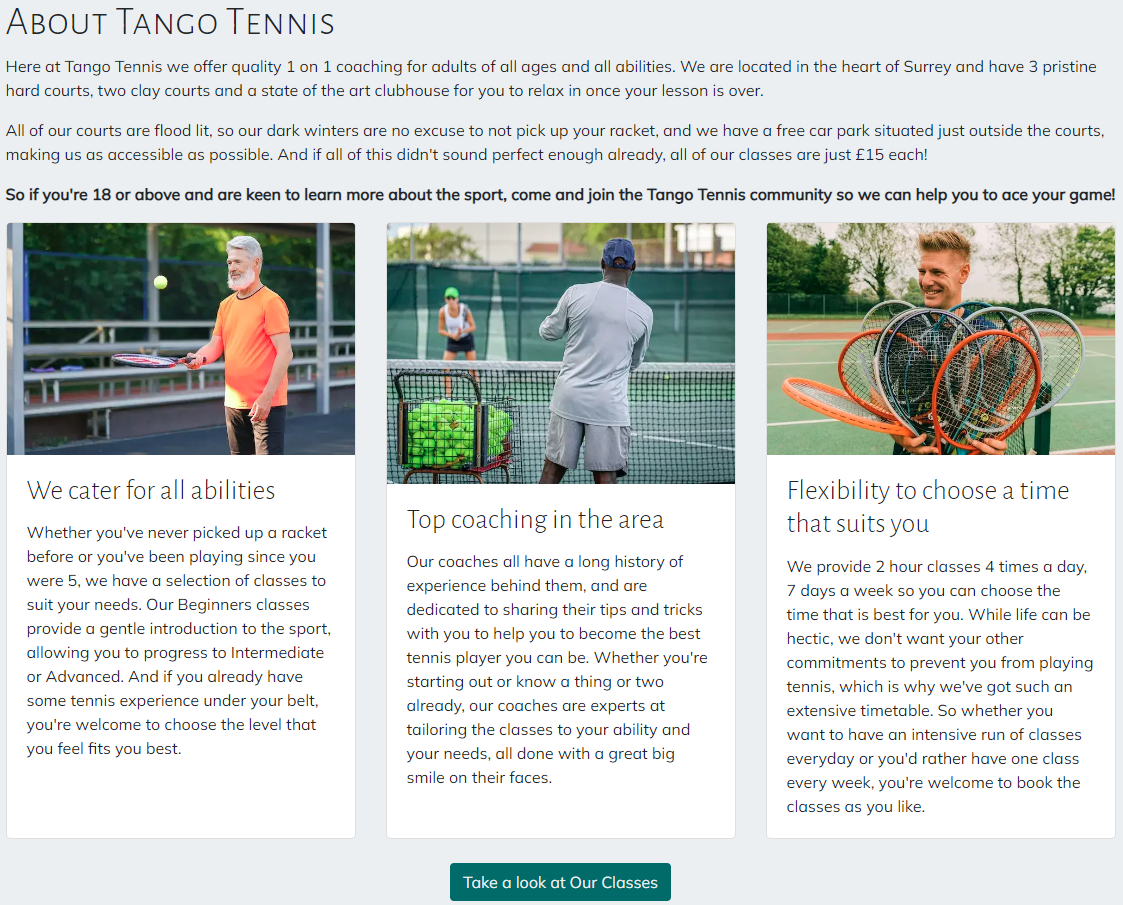 About Tango Tennis
Here at Tango Tennis we offer quality 1 on 1 coaching for adults of all ages and all abilities. We are located in the heart of Surrey and have 3 pristine
hard courts, two clay courts and a state of the art clubhouse for you to relax in once your lesson is over.
All of our courts are flood lit, so our dark winters are no excuse to not pick up your racket, and we have a free car park situated just outside the courts,
making us as accessible as possible. And if all of this didn't sound perfect enough already, all of our classes are just £15 each!
So if you're 18 or above and are keen to learn more about the sport, come and join the Tango Tennis community so we can help you to ace your game!
We cater for all abilities
Whether you've never picked up a racket
before or you've been playing since you
were 5, we have a selection of classes to
suit your needs. Our Beginners classes
provide a gentle introduction to the sport,
allowing you to progress to Intermediate
or Advanced. And if you already have
some tennis experience under your belt,
you're welcome to choose the level that
you feel fits you best.
Top coaching in the area
Our coaches all have a long history of
experience behind them, and are
dedicated to sharing their tips and tricks
with you to help you to become the best
tennis player you can be. Whether you're
starting out or know a thing or two
already, our coaches are experts at
tailoring the classes to your ability and
your needs, all done with a great big
smile on their faces.
Flexibility to choose a time
that suits you
We provide 2 hour classes 4 times a day,
7 days a week so you can choose the
time that is best for you. While life can be
hectic, we don't want your other
commitments to prevent you from playing
tennis, which is why we've got such an
extensive timetable. So whether you
want to have an intensive run of classes
everyday or you'd rather have one class
every week, you're welcome to book the
classes as you like.
Take a look at Our Classes